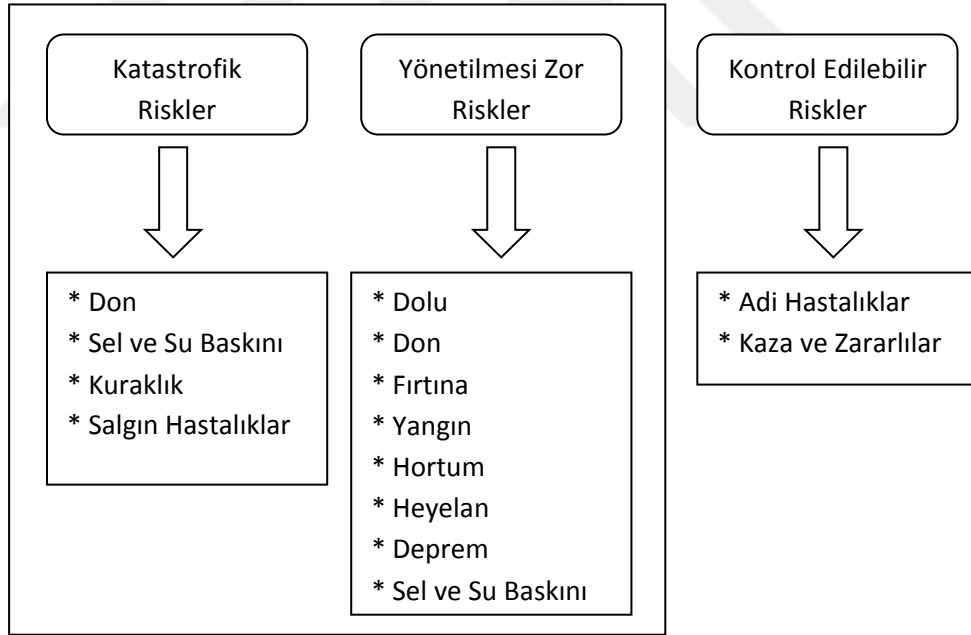 Katastrofik
Riskler
* Don
* Sel ve Su Baskını
* Kuraklık
* Salgın Hastalıklar
Yönetilmesi Zor
Riskler
* Dolu
* Don
* Fırtına
* Yangın
* Hortum
* Heyelan
* Deprem
* Sel ve Su Baskını
Kontrol Edilebilir
Riskler
* Adi Hastalıklar
* Kaza ve Zararlılar